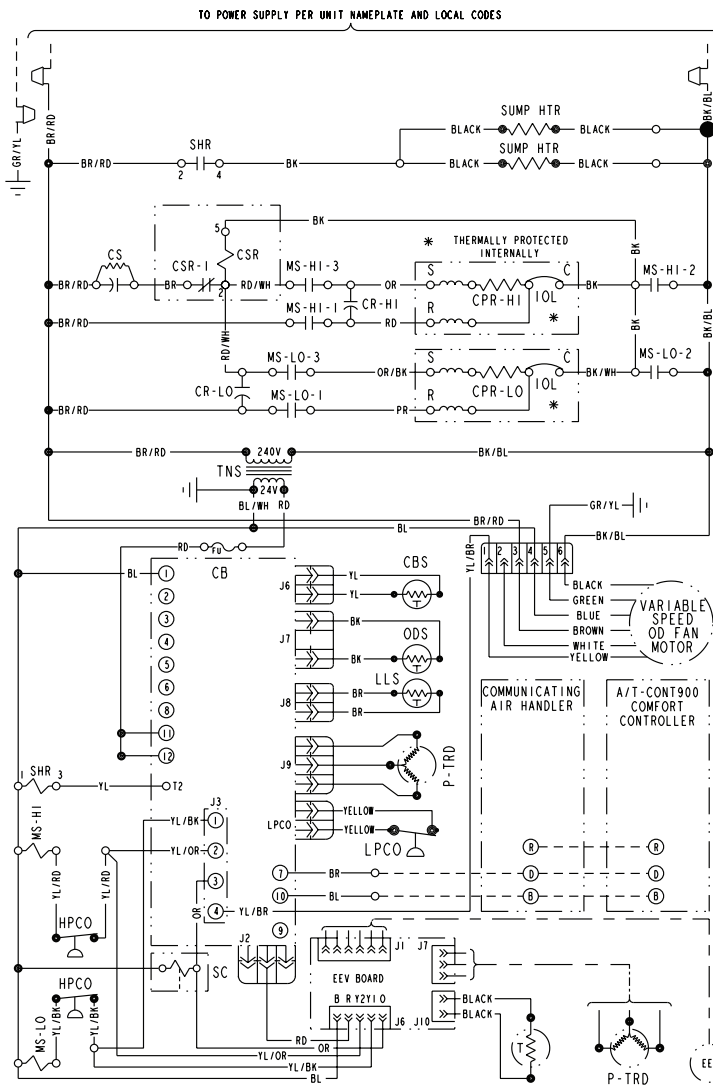 TO POWER SUPPLY PER UNIT NAMEPLATE AND LOCAL CODES
GR/YL
BR/RD
BK/BL
SUMP HTR
BLACK
BLACK
SUMP HTR
BLACK
BLACK
SHR
BR/RD
2
4
BK
BK
5
CSR
CS
CSR-1
BR/RD
BR
2
RD/WH
MS-HI-3
OR
MS-HI-1
CR-HI
BR/RD
RD
* THERMALLY PROTECTED
INTERNALLY
S
C
CPR-HI
IOL
*
R
BK
BK
MS-HI-2
RD/WH
MS-LO-3
OR/BK
CR-LO
MS-LO-1
BR/RD
PR
S
C
CPR-LO
IOL
*
R
BK/WH
BK
MS-LO-2
BR/RD
240V
BK/BL
TNS
24V
BL/WH
RD
GR/YL
BR/RD
BL
BK/BL
YL/BR
1 2 3 4 5 6
RD
FU
CB
BL
1
2
3
4
5
6
8
11
12
T2
J6
YL
YL
CBS
J7
BK
BK
ODS
J8
BR
BR
LLS
J9
P-TRD
LPCO
YELLOW
YELLOW
LPCO
BLACK
GREEN
BLUE
BROWN
WHITE
YELLOW
VARIABLE
SPEED
OD FAN
MOTOR
COMMUNICATING
AIR HANDLER
A/T-CONT900
COMFORT
CONTROLLER
1
SHR
3
YL
J3
YL/BK
1
MS-HI
YL/OR
2
3
OR
4
YL/BR
YL/RD
YL/RD
HPCO
7
BR
10
BL
9
R
R
D
D
B
B
J2
SC
HPCO
YL/BK
YL/BK
MS-LO
J1
J7
EEV BOARD
B R Y2 Y1 O
J6
J10
BLACK
BLACK
RD
OR
YL/OR
YL/BK
BL
T
P-TRD
EE